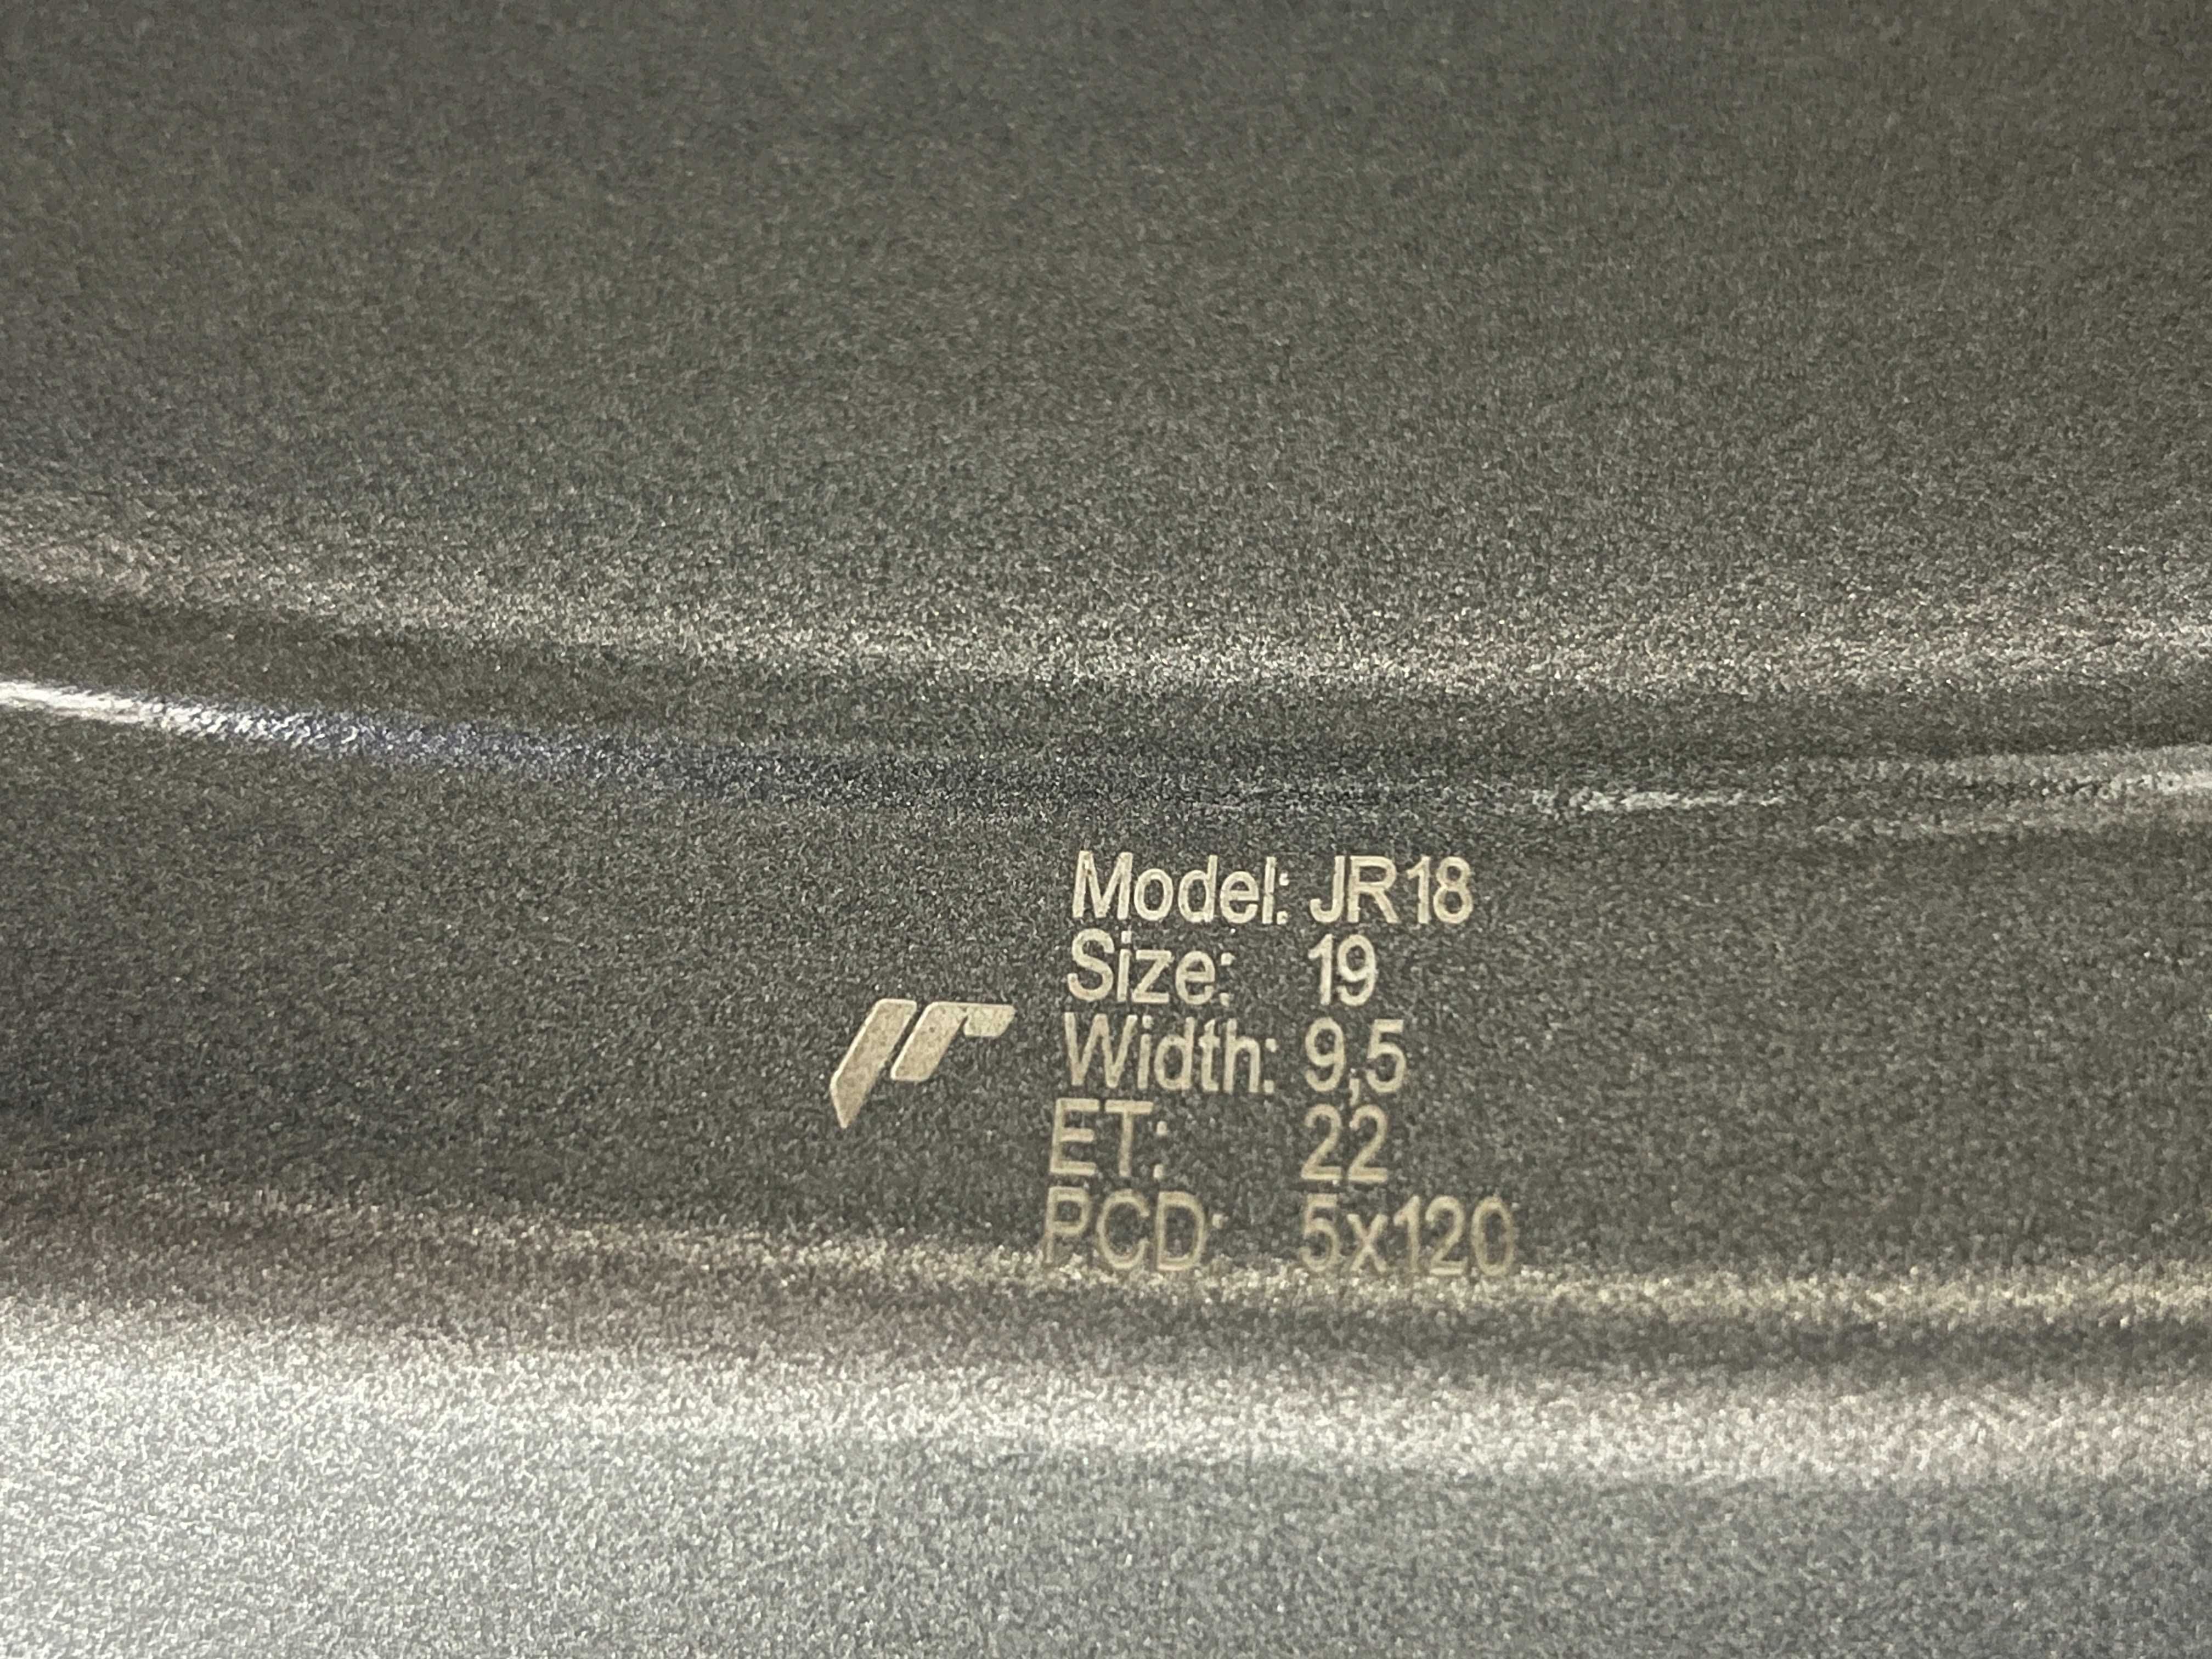 Model: JR18
Size: 19
Width: 9,5
ET: 22
PCD: 5x120